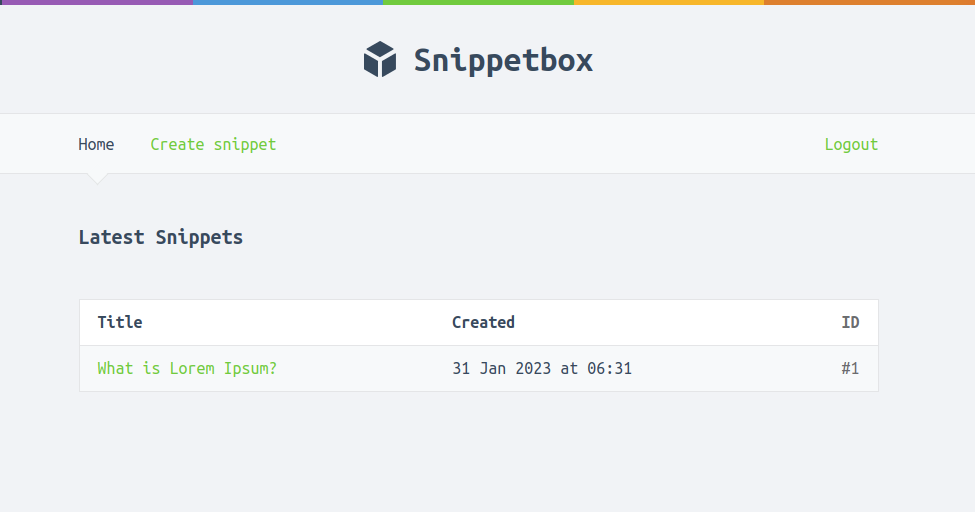 Snippetbox
Home Create snippet Logout
Latest Snippets
Title Created ID
What is Lorem Ipsum? 31 Jan 2023 at 06:31 #1